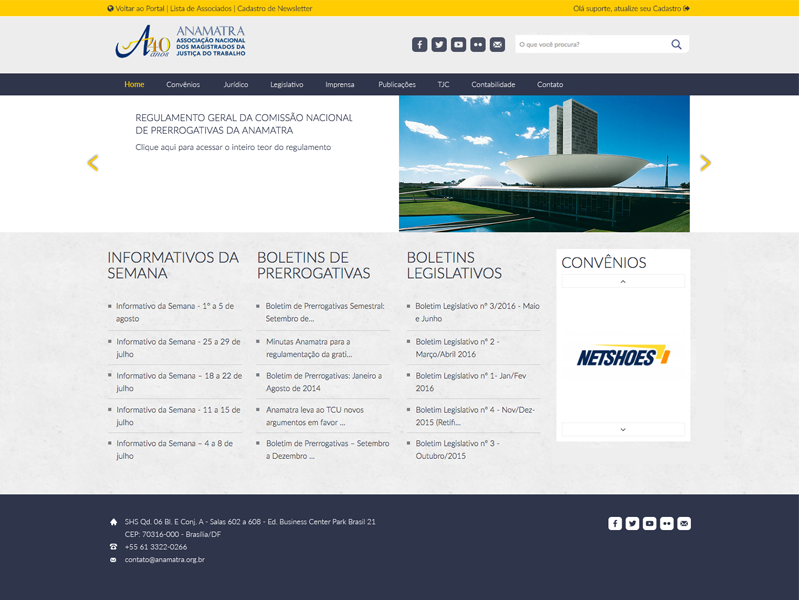 Voltar ao Portal | Lista de Associados | Cadastro de Newsletter
Olá suporte, atualize seu Cadastro
A40
anos
ANAMATRA
ASSOCIAÇÃO NACIONAL
DOS MAGISTRADOS DA
JUSTIÇA DO TRABALHO
O que você procura?
Home Convênios Jurídico Legislativo Imprensa Publicações TJC Contabilidade Contato
REGULAMENTO GERAL DA COMISSÃO NACIONAL
DE PRERROGATIVAS DA ANAMATRA
Clique aqui para acessar o inteiro teor do regulamento
INFORMATIVOS DA
SEMANA
Informativo da Semana - 1º a 5 de
agosto
Informativo da Semana - 25 a 29 de
julho
Informativo da Semana – 18 a 22 de
julho
Informativo da Semana - 11 a 15 de
julho
Informativo da Semana – 4 a 8 de
julho
BOLETINS DE
PRERROGATIVAS
Boletim de Prerrogativas Semestral:
Setembro de...
Minutas Anamatra para a
regulamentação da grati...
Boletim de Prerrogativas: Janeiro a
Agosto de 2014
Anamatra leva ao TCU novos
argumentos em favor ...
Boletim de Prerrogativas – Setembro
a Dezembro ...
BOLETINS
LEGISLATIVOS
Boletim Legislativo nº 3/2016 - Maio
e Junho
Boletim Legislativo nº 2 -
Março/Abril 2016
Boletim Legislativo nº 1- Jan/Fev
2016
Boletim Legislativo nº 4 - Nov/Dez-
2015 (Retifi...
Boletim Legislativo nº 3 -
Outubro/2015
CONVÊNIOS
NETSHOES
SHS Qd. 06 Bl. E Conj. A - Salas 602 a 608 - Ed. Business Center Park Brasil 21
CEP: 70316-000 - Brasília/DF
+55 61 3322-0266
contato@anamatra.org.br